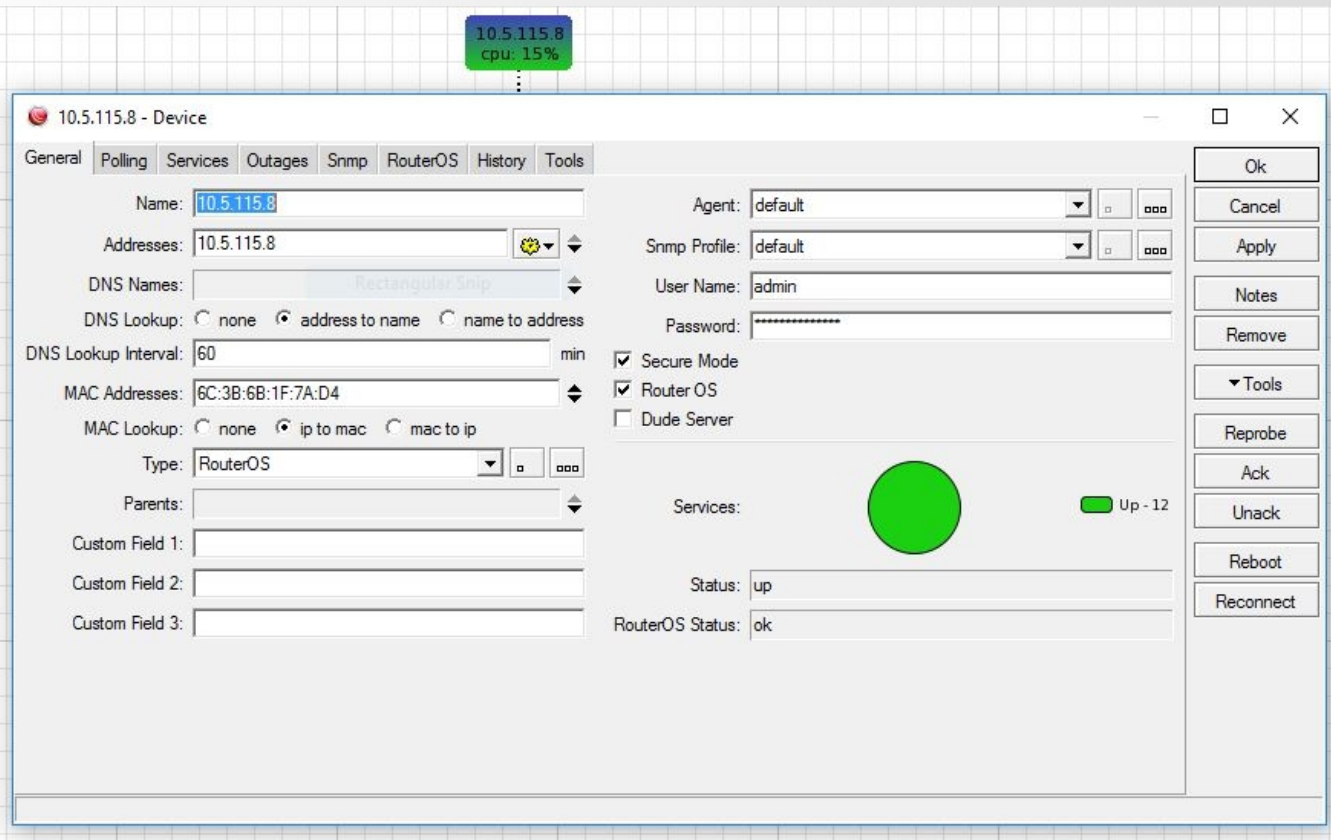 10.5.115.8
cpu: 15%
10.5.115.8 - Device
General Polling Services Outages Snmp RouterOS History Tools
Name: 10.5.115.8
Addresses: 10.5.115.8
DNS Names:
Rectangular Snip
DNS Lookup: none address to name name to address
DNS Lookup Interval: 60 min
MAC Addresses: 6C:3B:6B:1F:7A:D4
MAC Lookup: none ip to mac mac to ip
Type: RouterOS
Parents:
Custom Field 1:
Custom Field 2:
Custom Field 3:
Agent: default
Snmp Profile: default
User Name: admin
Password: **************
Secure Mode
Router OS
Dude Server
Services:
Up - 12
Status: up
RouterOS Status: ok
Ok
Cancel
Apply
Notes
Remove
Tools
Reprobe
Ack
Unack
Reboot
Reconnect